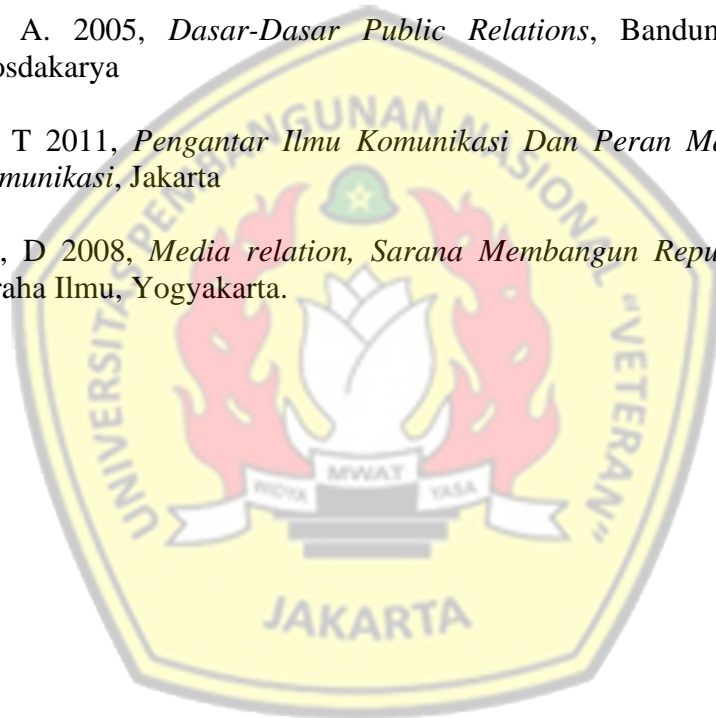 A. 2005, Dasar-Dasar Public Relations, Bandun
osdakarya
T 2011, Pengantar Ilmu Komunikasi Dan Peran Ma
munikasi, Jakarta
, D 2008, Media relation, Sarana Membangun Repu
raha Ilmu, Yogyakarta.
UNIVERSITAS PEMBANGUNAN NASIONAL "VETERAN"
WIDYA MWAT YASA
JAKARTA